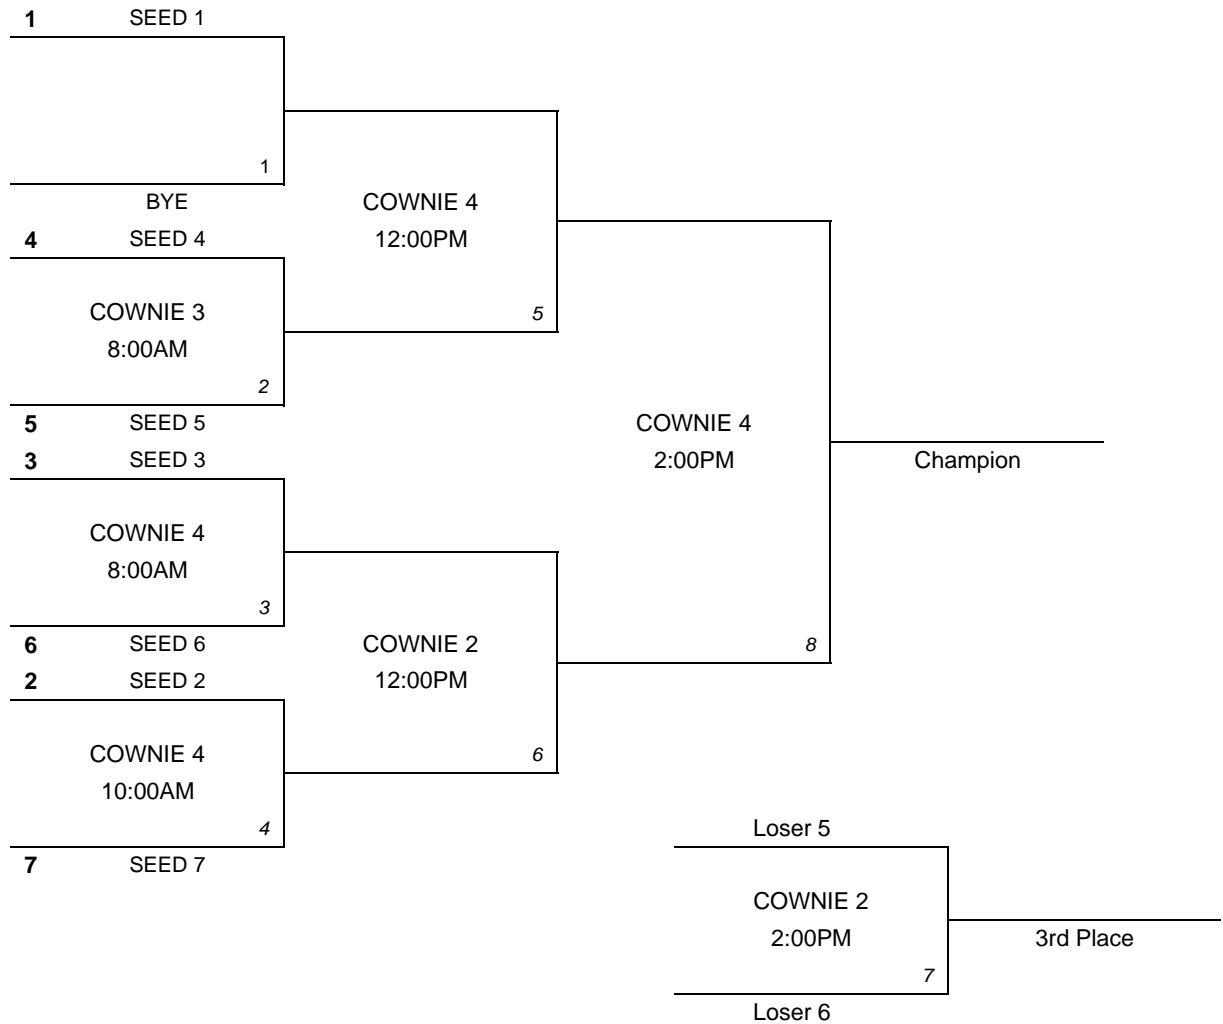 1 SEED 1
1
BYE
4 SEED 4
COWNIE 4
12:00PM
COWNIE 3
8:00AM
5
2
5 SEED 5
3 SEED 3
COWNIE 4
2:00PM
Champion
COWNIE 4
8:00AM
3
6 SEED 6
2 SEED 2
COWNIE 2
12:00PM
8
COWNIE 4
10:00AM
6
4
7 SEED 7
Loser 5
COWNIE 2
2:00PM
3rd Place
7
Loser 6